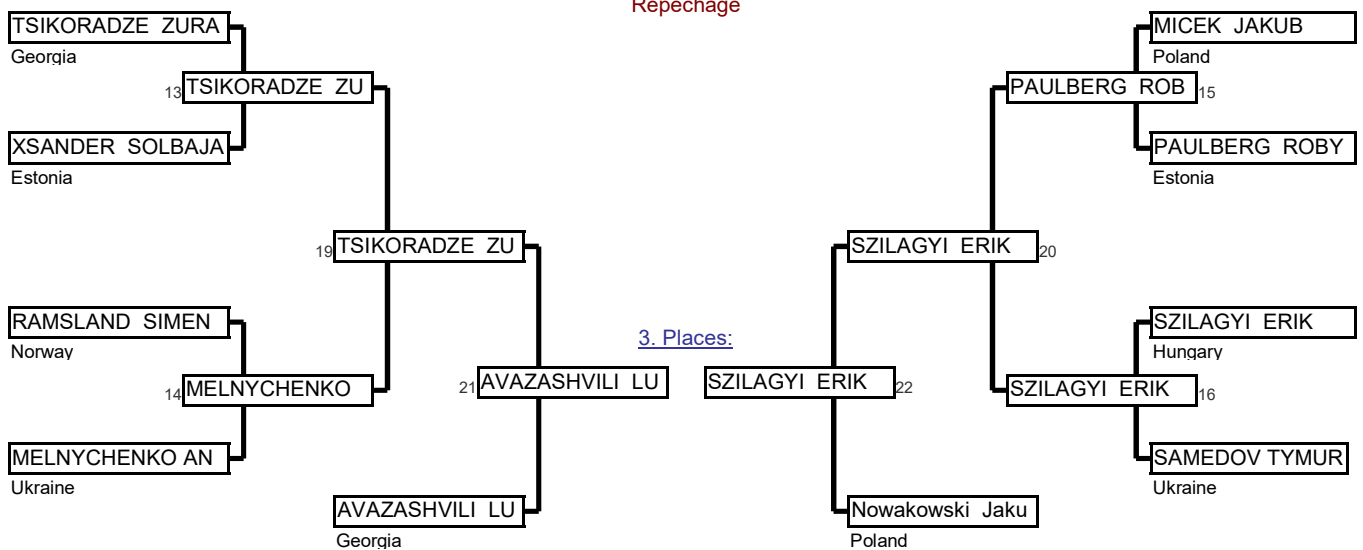 Repechage
TSIKORADZE ZURA
Georgia
MICEK JAKUB
Poland
13 TSIKORADZE ZU
PAULBERG ROB 15
XSANDER SOLBAJA
Estonia
PAULBERG ROBY
Estonia
19 TSIKORADZE ZU
SZILAGYI ERIK 20
RAMSLAND SIMEN
Norway
SZILAGYI ERIK
Hungary
3. Places:
14 MELNYCHENKO
21 AVAZASHVILI LU
SZILAGYI ERIK 22
SZILAGYI ERIK 16
MELNYCHENKO AN
Ukraine
SAMEDOV TYMUR
Ukraine
AVAZASHVILI LU
Georgia
Nowakowski Jaku
Poland